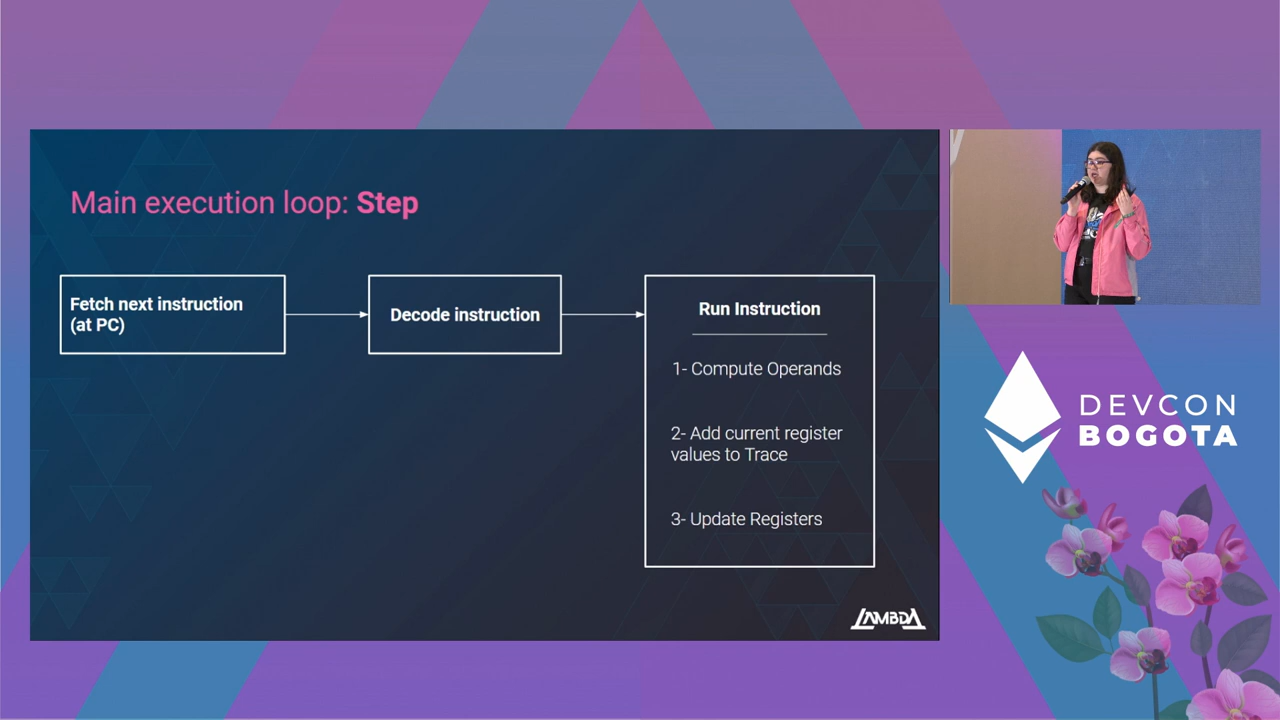 Main execution loop: Step
Fetch next instruction
(at PC)
Decode instruction
Run Instruction
1- Compute Operands
2- Add current register
values to Trace
3- Update Registers
LAMBDA
DEVCON
BOGOTA